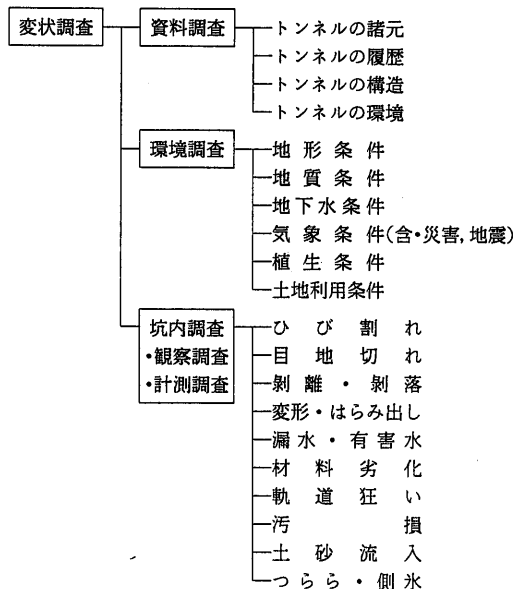 変状調査
資料調査
トンネルの諸元
トンネルの履歴
トンネルの構造
トンネルの環境
環境調査
地形条件
地質条件
地下水条件
気象条件(含・災害,地震)
植生条件
土地利用条件
坑内調査
・観察調査
・計測調査
ひび割れ
目地切れ
剝離・剝落
変形・はらみ出し
漏水・有害水
材料劣化
軌道狂い
汚損
土砂流入
つらら・側氷